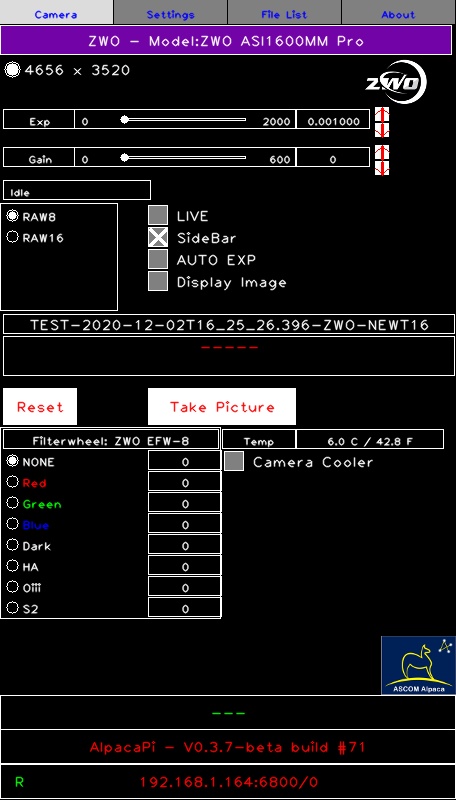 Camera Settings File List About
ZWO - Model:ZWO ASI1600MM Pro
4656 x 3520
ZWO
Exp 0 2000 0.001000
Gain 0 600 0
Idle
RAW8
RAW16
LIVE
SideBar
AUTO EXP
Display Image
TEST-2020-12-02T16_25_26.396-ZWO-NEWT16
-----
Reset Take Picture
Filterwheel: ZWO EFW-8 Temp 6.0 C / 42.8 F
NONE 0 Camera Cooler
Red 0
Green 0
Blue 0
Dark 0
HA 0
Oiii 0
S2 0
ASCOM Alpaca
---
AlpacaPi - V0.3.7-beta build #71
R 192.168.1.164:6800/0